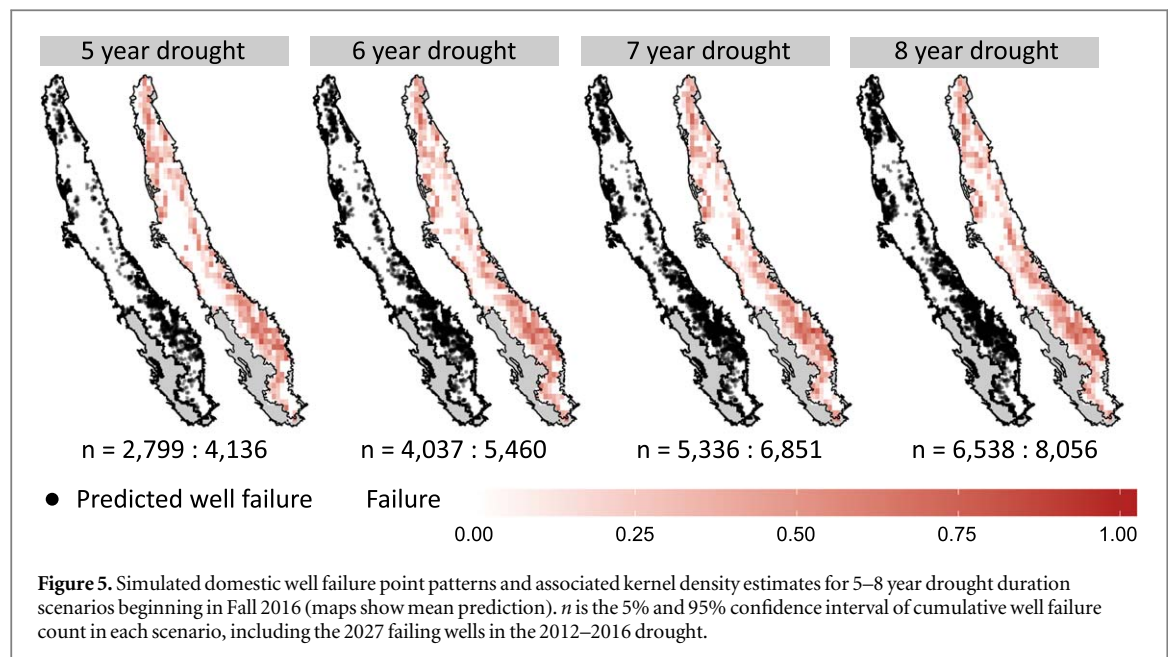 5 year drought
6 year drought
7 year drought
8 year drought
n = 2,799 : 4,136
n = 4,037 : 5,460
n = 5,336 : 6,851
n = 6,538 : 8,056
Predicted well failure
Failure
0.00
0.25
0.50
0.75
1.00
Figure 5. Simulated domestic well failure point patterns and associated kernel density estimates for 5–8 year drought duration
scenarios beginning in Fall 2016 (maps show mean prediction). n is the 5% and 95% confidence interval of cumulative well failure
count in each scenario, including the 2027 failing wells in the 2012–2016 drought.